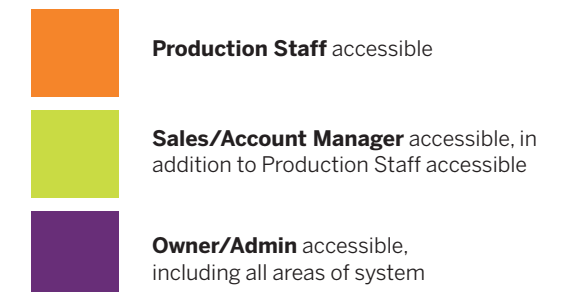 Production Staff accessible
Sales/Account Manager accessible, in
addition to Production Staff accessible
Owner/Admin accessible,
including all areas of system